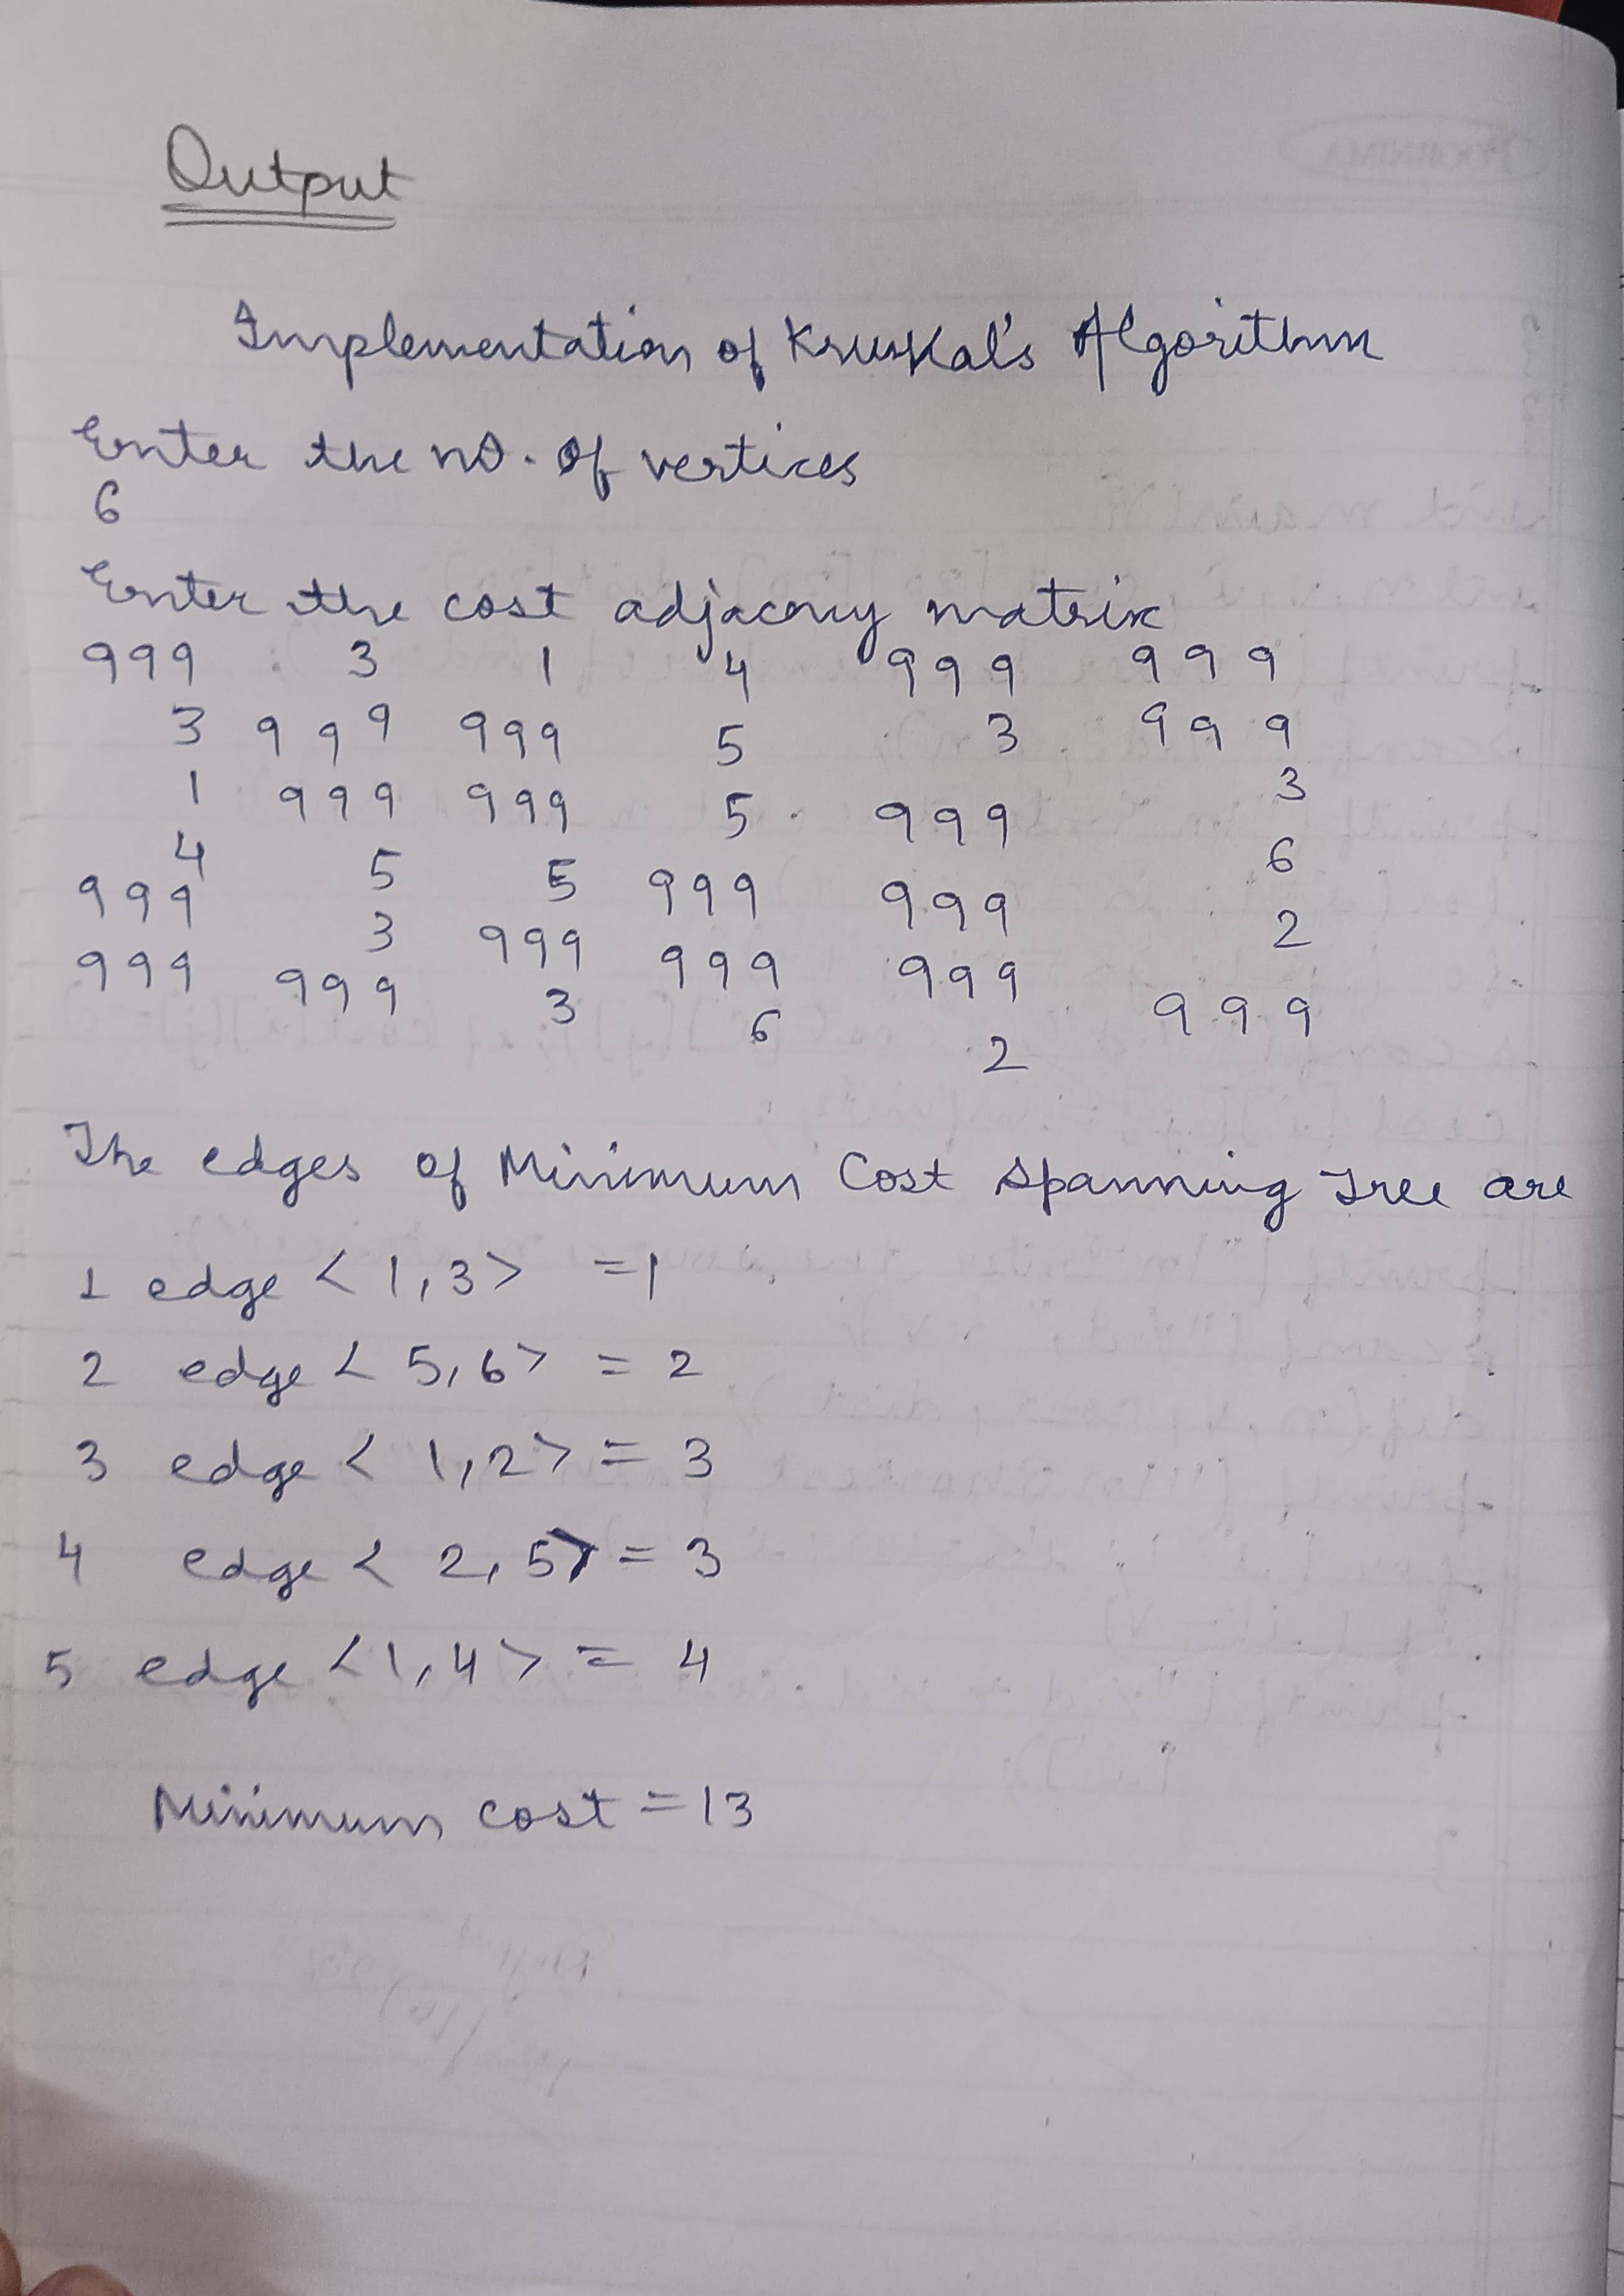 Output
Implementation of Kruskal's Algorithm
Enter the no. of vertices
6
Enter the cost adjaceny matrix
999 3 1 4 999 999
3 999 999 5 3 999
1 999 999 5 999 3
4 5 5 999 999 6
999 3 999 999 999 2
999 999 3 6 2 999
The edges of Minimum Cost Spanning Tree are
1 edge < 1,3> =1
2 edge < 5,6> = 2
3 edge < 1,2> = 3
4 edge < 2,5> = 3
5 edge <1,4> = 4
Minimum cost = 13